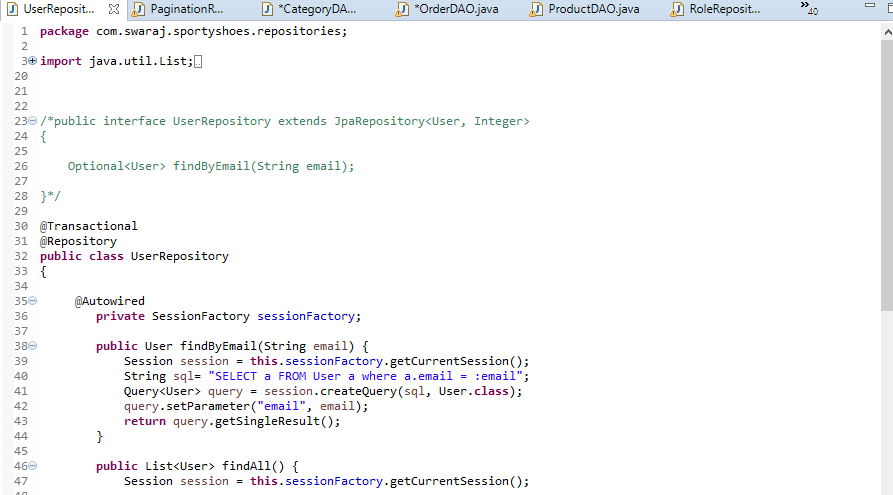 UserReposit... PaginationR... *CategoryDA... *OrderDAO.java ProductDAO.java RoleReposit... »40
1 package com.swaraj.sportyshoes.repositories;
2
3 import java.util.List;
20
21
22
23 /*public interface UserRepository extends JpaRepository<User, Integer>
24 {
25
26 Optional<User> findByEmail(String email);
27
28 }*/
29
30 @Transactional
31 @Repository
32 public class UserRepository
33 {
34
35 @Autowired
36 private SessionFactory sessionFactory;
37
38 public User findByEmail(String email) {
39 Session session = this.sessionFactory.getCurrentSession();
40 String sql= "SELECT a FROM User a where a.email = :email";
41 Query<User> query = session.createQuery(sql, User.class);
42 query.setParameter("email", email);
43 return query.getSingleResult();
44 }
45
46 public List<User> findAll() {
47 Session session = this.sessionFactory.getCurrentSession();